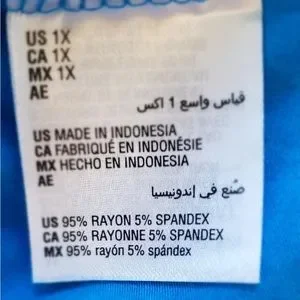 US 1X
CA 1X
MX 1X
AE
قياس واسع 1 اكس
US MADE IN INDONESIA
CA FABRIQUÉ EN INDONÉSIE
MX HECHO EN INDONESIA
AE
صُنع في إندونيسيا
US 95% RAYON 5% SPANDEX
CA 95% RAYONNE 5% SPANDEX
MX 95% rayón 5% spándex